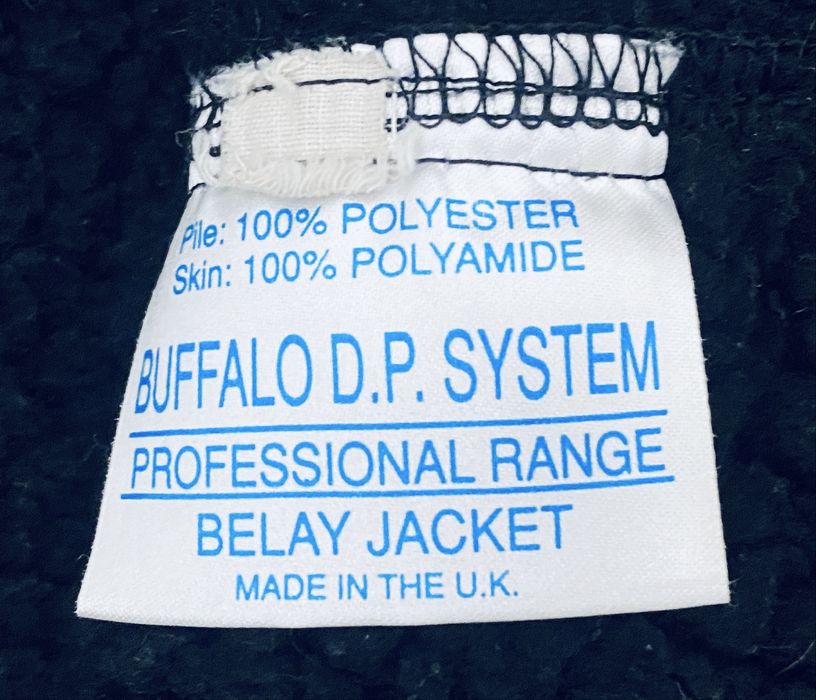 Pile: 100% POLYESTER
Skin: 100% POLYAMIDE
BUFFALO D.P. SYSTEM
PROFESSIONAL RANGE
BELAY JACKET
MADE IN THE U.K.